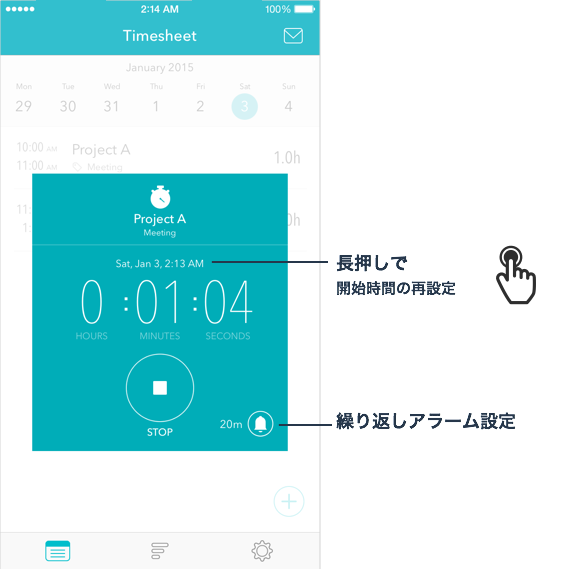 2:14 AM 100%
Timesheet
January 2015
Mon Tue Wed Thu Fri Sat Sun
29 30 31 1 2 3 4
10:00 AM Project A
11:00 AM Meeting 1.0h
11:
1:
0h
Project A
Meeting
Sat, Jan 3, 2:13 AM
長押しで
開始時間の再設定
0 : 01 : 04
HOURS MINUTES SECONDS
STOP
20m
繰り返しアラーム設定